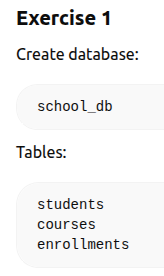 Exercise 1
Create database:
school_db
Tables:
students
courses
enrollments